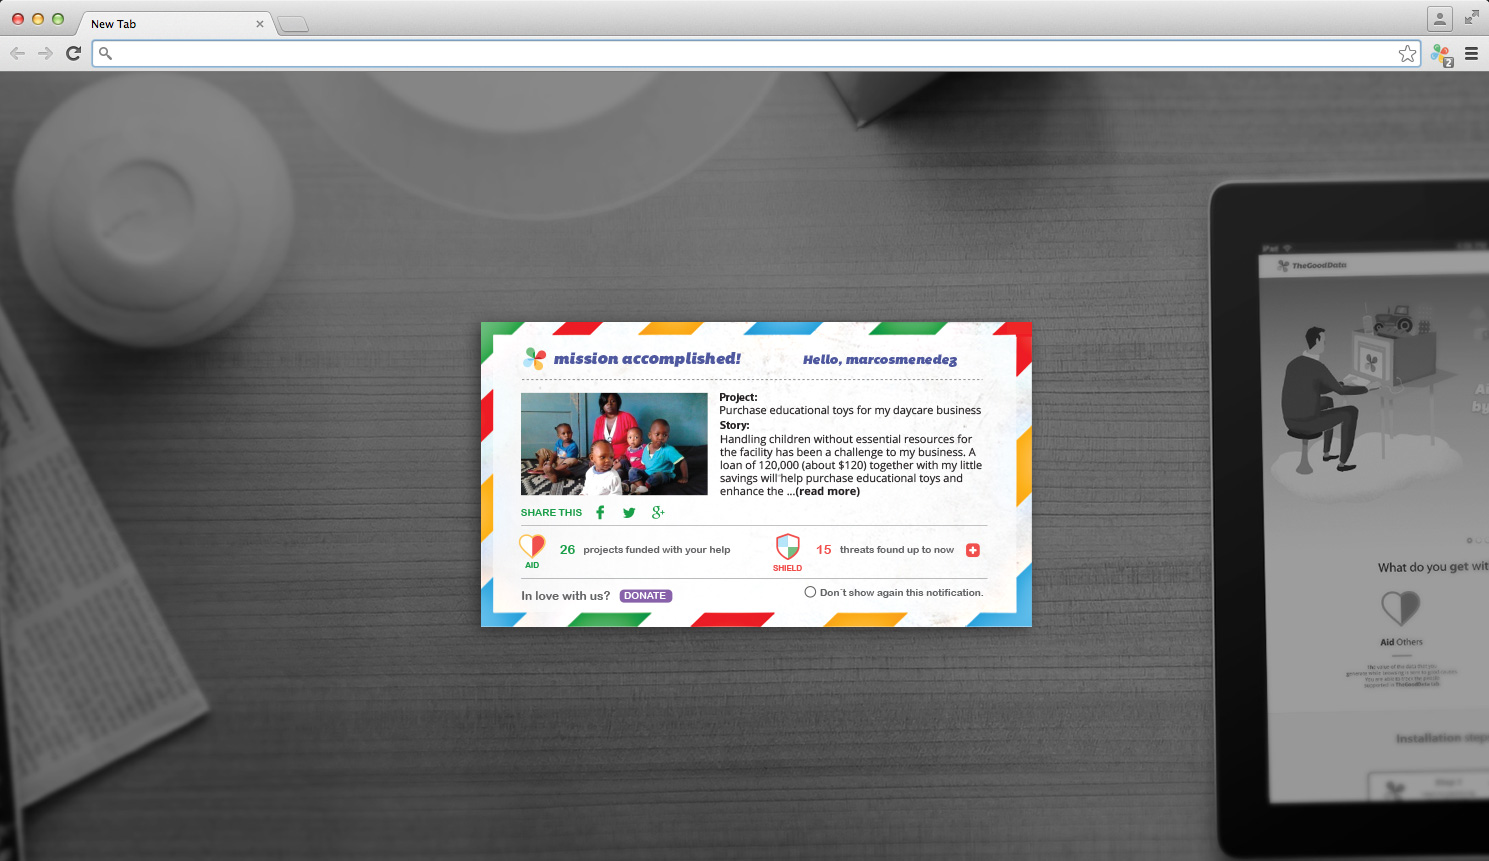 New Tab
2
mission accomplished!
Hello, marcosmenedez
Project:
Purchase educational toys for my daycare business
Story:
Handling children without essential resources for
the facility has been a challenge to my business. A
loan of 120,000 (about $120) together with my little
savings will help purchase educational toys and
enhance the ...(read more)
SHARE THIS
26 projects funded with your help
AID
15 threats found up to now
SHIELD
In love with us? DONATE
Don´t show again this notification.
iPad
TheGoodData
What do you get wit
Aid Others
Installation step